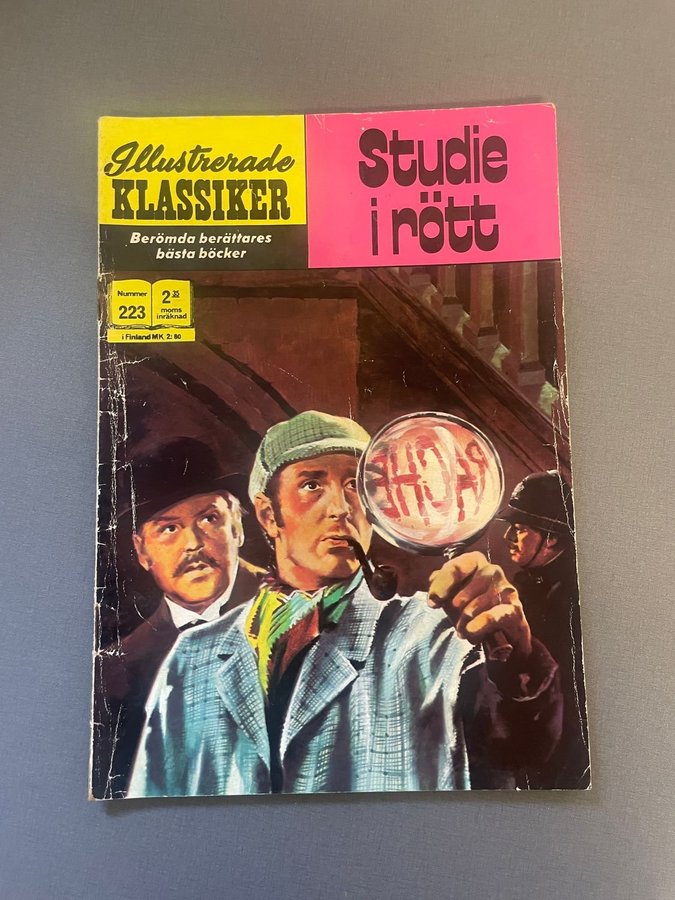 Illustrerade
KLASSIKER
Berömda berättares
bästa böcker
Studie
i rött
Nummer
223
2 35
moms
inräknad
i Finland MK 2:80
RACHE